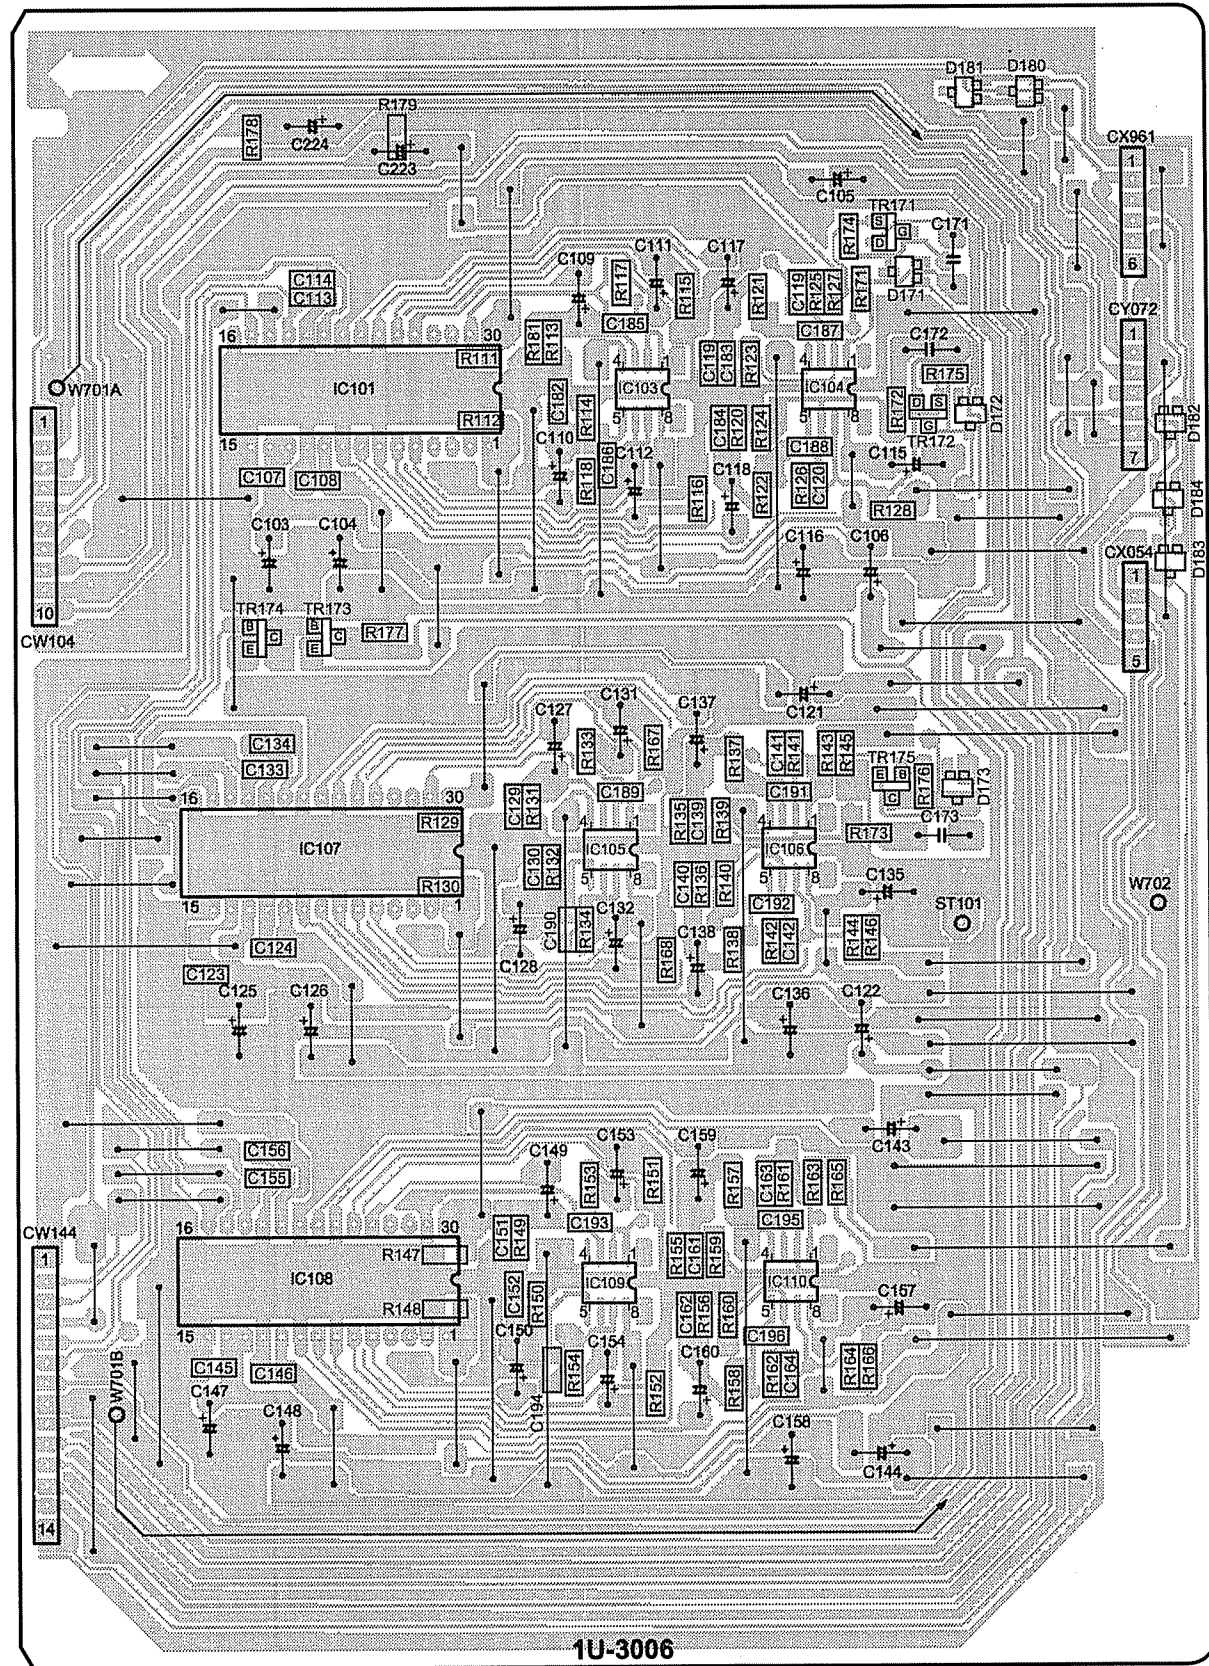 D181 D180
R179
R178
C224
C223
CX961
1
6
C105
TR171
S
D
G
R174
C171
D171
C111 C117
C109
R117
R115
R121
C119
R125
R127
R171
C114
C113
C185
C187
CY072
1
7
16
30
R111
IC101
R112
15
1
R181
R113
4
1
IC103
5
8
C119
C183
R123
4
1
IC104
5
8
C172
R175
R172
D
S
G
TR172
D172
D182
W701A
1
10
CW104
C182
R114
C110
C186
R118
C112
C184
R120
R124
C188
C115
R116
C118
R122
R126
C120
R128
D184
C107
C108
C103
C104
C116
C106
CX054
1
5
D183
TR174
B
E
C
TR173
B
E
C
R177
C121
C127
C131
C137
R133
R167
R137
C141
R141
R143
R145
TR175
E
B
C
R176
D173
C134
C133
C189
C191
16
30
R129
IC107
R130
15
1
C129
R131
4
1
IC105
5
8
R135
C139
R139
4
1
IC106
5
8
R173
C173
C130
R132
C140
R136
R140
C135
W702
C192
ST101
C190
R134
C132
C128
R168
C138
R138
R142
C142
R144
R146
C124
C123
C125
C126
C136
C122
C143
C156
C155
C149
C153
C159
R153
R151
R157
C163
R161
R163
R165
C193
C195
CW144
1
14
16
30
R147
IC108
R148
15
1
C151
R149
4
1
IC109
5
8
R155
C161
R159
4
1
IC110
5
8
C152
R150
C162
R156
R160
C157
C196
C150
C194
R154
C154
R152
C160
R158
R162
C164
R164
R166
W701B
C145
C146
C147
C148
C158
C144
1U-3006